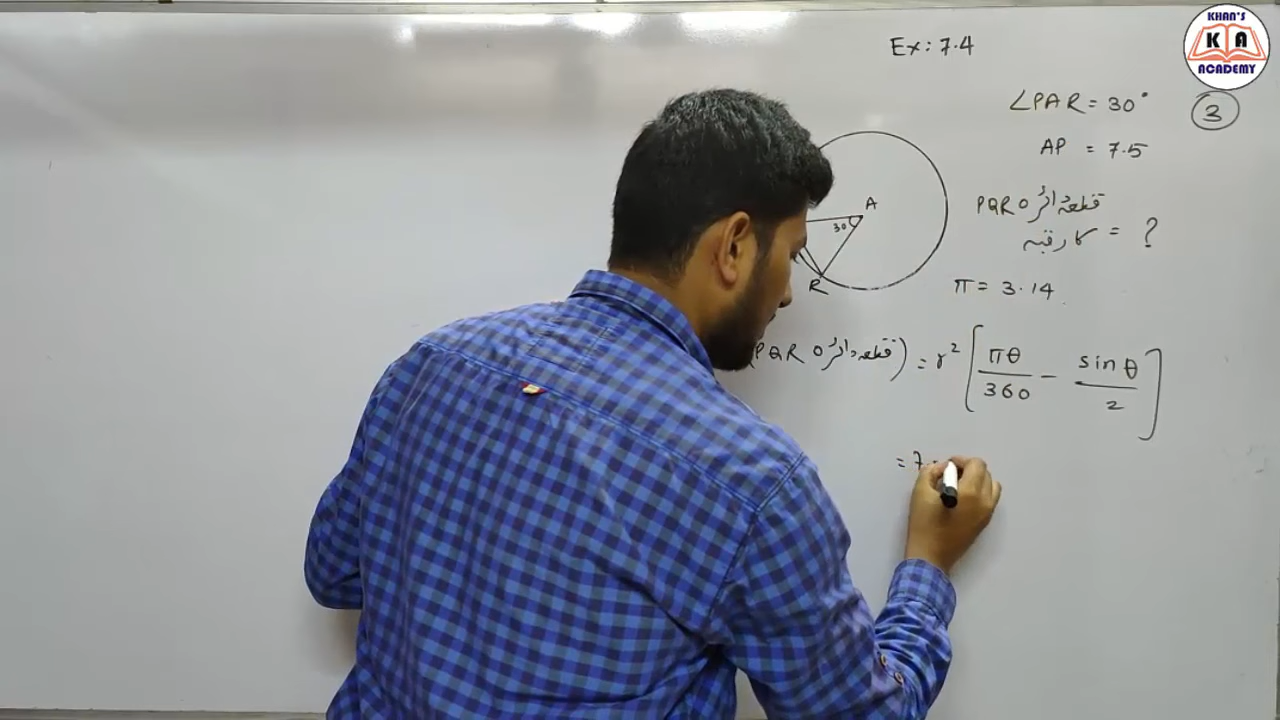 KHAN'S
K A
ACADEMY
Ex: 7.4
3
∠PAR = 30°
AP = 7.5
قطعہ دائرہ PQR
کا رقبہ = ?
π = 3.14
A
30
R
(قطعہ دائرہ PQR) = r² [πθ/360 - sinθ/2]
= 7.